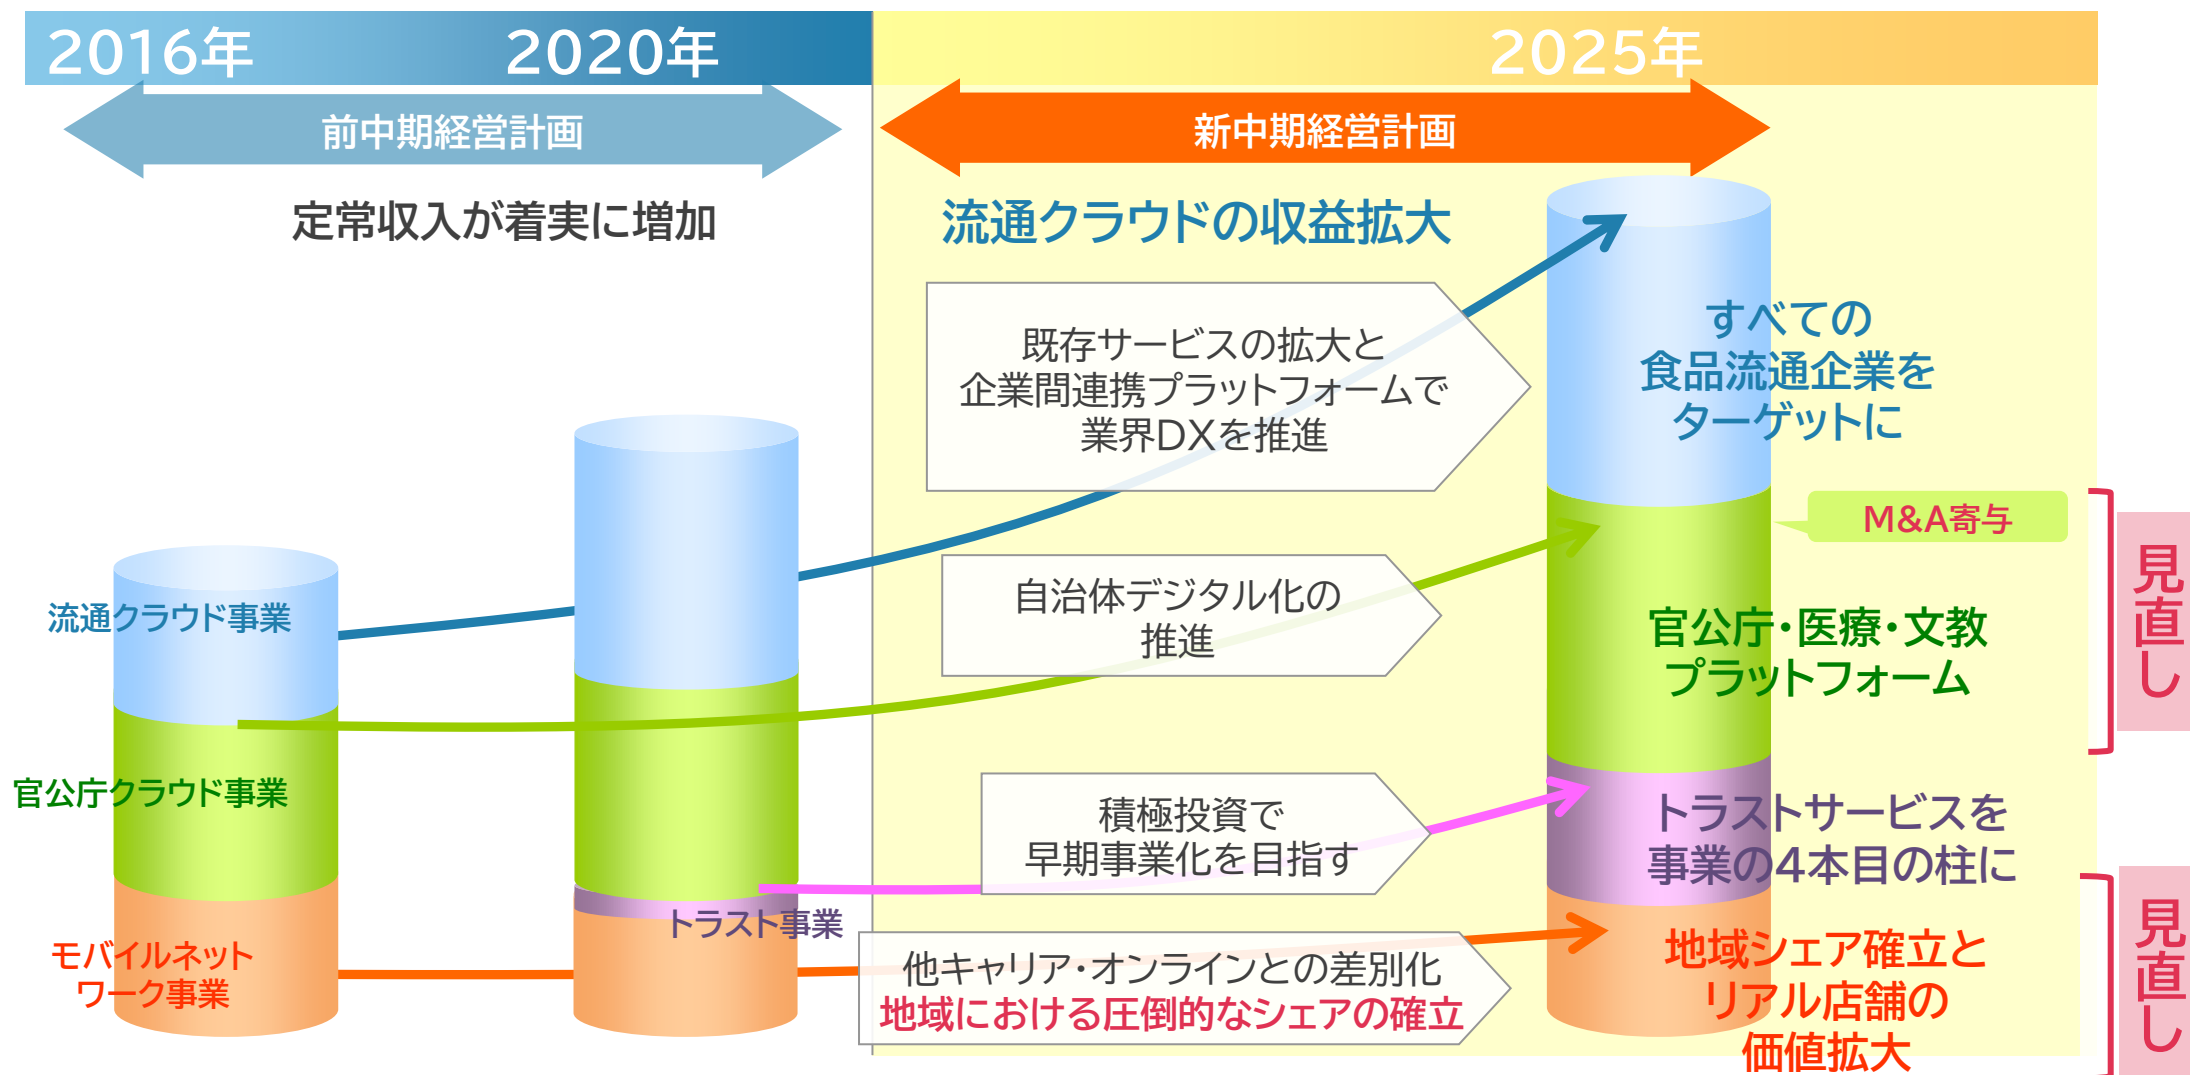 2016年
2020年
2025年
前中期経営計画
新中期経営計画
定常収入が着実に増加
流通クラウドの収益拡大
既存サービスの拡大と
企業間連携プラットフォームで
業界DXを推進
すべての
食品流通企業を
ターゲットに
M&A寄与
見直し
流通クラウド事業
自治体デジタル化の
推進
官公庁・医療・文教
プラットフォーム
官公庁クラウド事業
積極投資で
早期事業化を目指す
トラストサービスを
事業の4本目の柱に
トラスト事業
モバイルネット
ワーク事業
他キャリア・オンラインとの差別化
地域における圧倒的なシェアの確立
地域シェア確立と
リアル店舗の
価値拡大
見直し